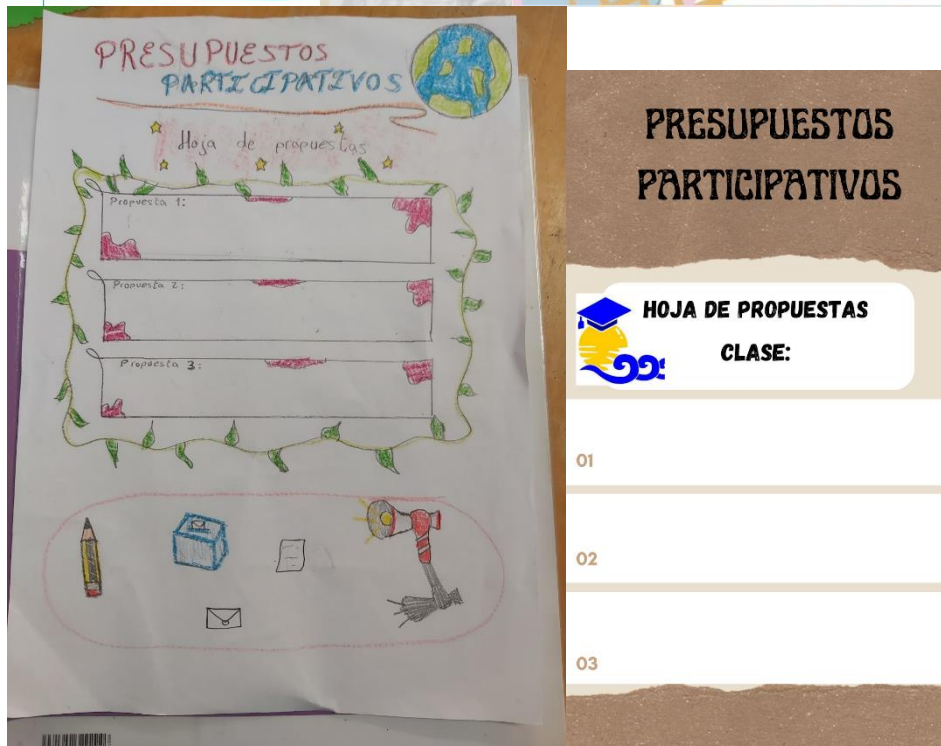 PRESUPUESTOS
PARTICIPATIVOS
Hoja de propuestas
Propuesta 1:
Propuesta 2:
Propuesta 3:
PRESUPUESTOS
PARTICIPATIVOS
HOJA DE PROPUESTAS
CLASE:
01
02
03